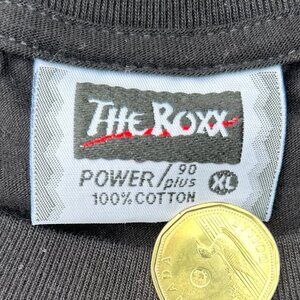 THE ROXX
POWER/90 plus XL
100% COTTON